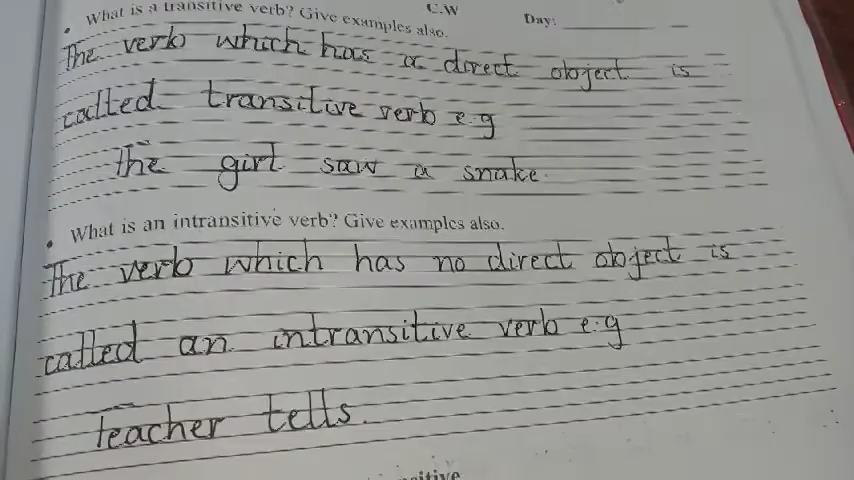 C.W
Day:
• What is a transitive verb? Give examples also.
The verb which has a direct object is
called transitive verb e.g
the girl saw a snake.
• What is an intransitive verb? Give examples also.
The verb which has no direct object is
called an intransitive verb e.g
teacher tells.